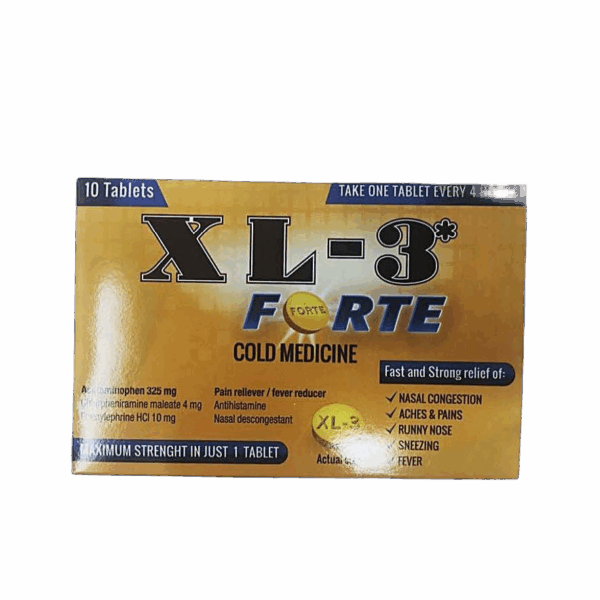 10 Tablets
TAKE ONE TABLET EVERY 4
XL-3*
FORTE
FORTE
COLD MEDICINE
Fast and Strong relief of:
Acetaminophen 325 mg
Pain reliever / fever reducer
maleate 4 mg
Antihistamine
HCl 10 mg
Nasal descongestant
XL-3
✓ NASAL CONGESTION
✓ ACHES & PAINS
✓ RUNNY NOSE
✓ SNEEZING
✓ FEVER
Actual
MAXIMUM STRENGHT IN JUST 1 TABLET